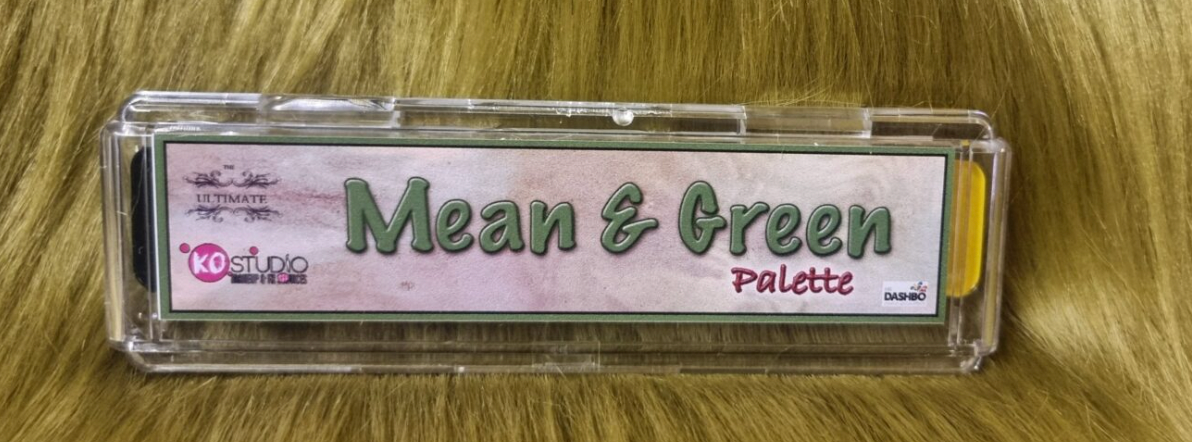 THE
ULTIMATE
Mean & Green
Palette
KO STUDIO
DASHBO